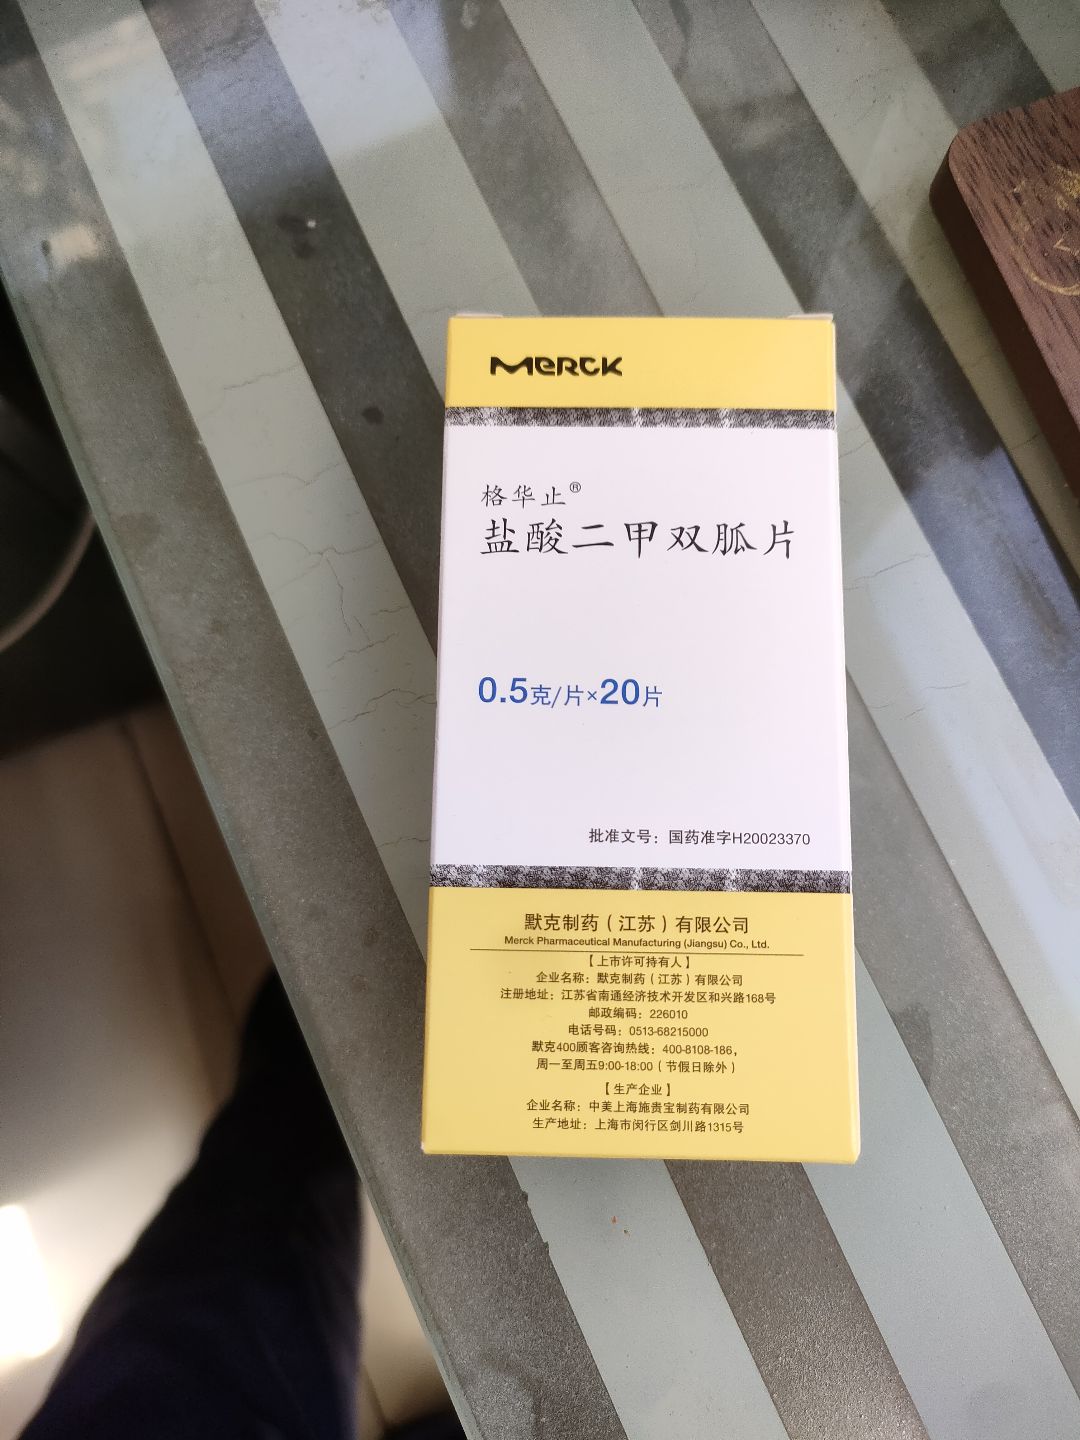 MERCK
格华止®
盐酸二甲双胍片
0.5克/片×20片
批准文号：国药准字H20023370
默克制药（江苏）有限公司
Merck Pharmaceutical Manufacturing (Jiangsu) Co., Ltd.
【上市许可持有人】
企业名称：默克制药（江苏）有限公司
注册地址：江苏省南通经济技术开发区和兴路168号
邮政编码：226010
电话号码：0513-68215000
默克400顾客咨询热线：400-8108-186，
周一至周五9:00-18:00（节假日除外）
【生产企业】
企业名称：中美上海施贵宝制药有限公司
生产地址：上海市闵行区剑川路1315号